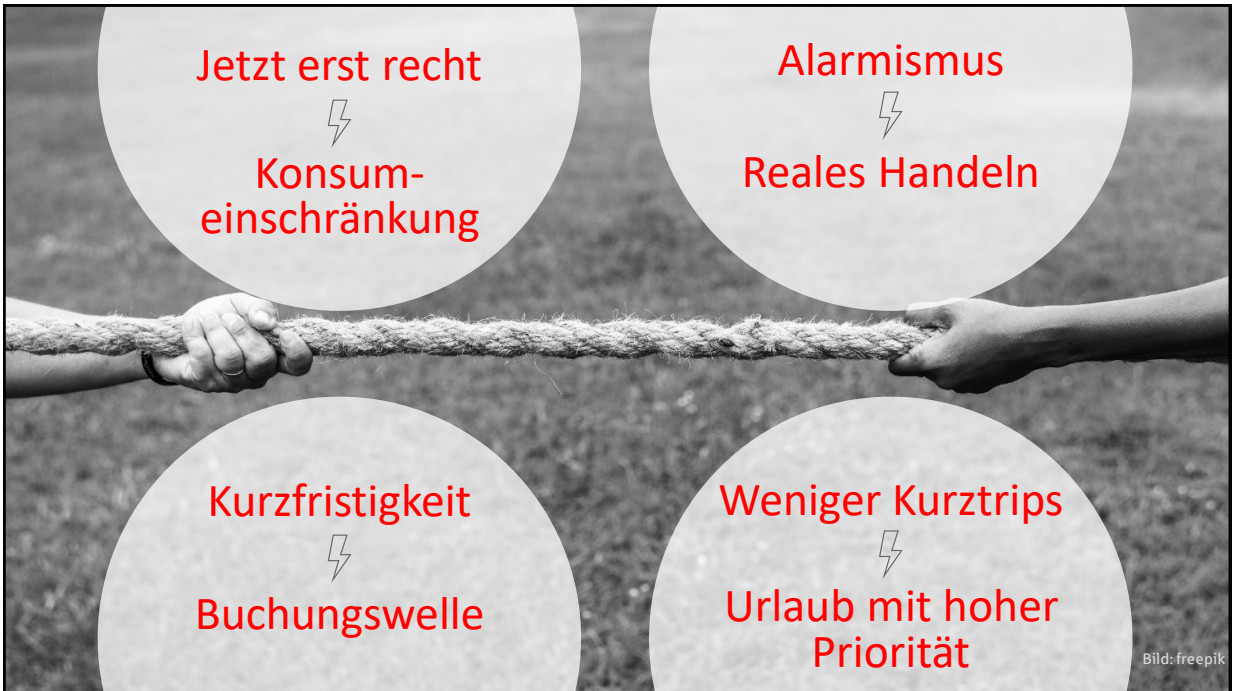 Jetzt erst recht
Konsum-
einschränkung
Alarmismus
Reales Handeln
Kurzfristigkeit
Buchungswelle
Weniger Kurztrips
Urlaub mit hoher
Priorität
Bild: freepik